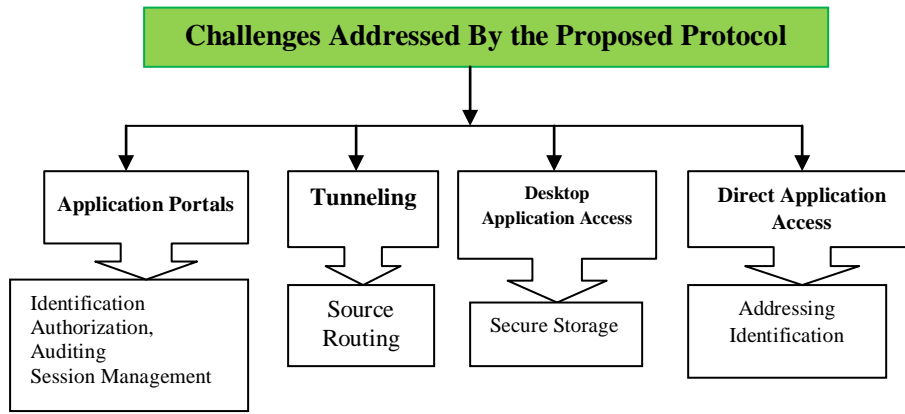 Challenges Addressed By the Proposed Protocol
Application Portals
Tunneling
Desktop
Application Access
Direct Application
Access
Identification
Authorization,
Auditing
Session Management
Source
Routing
Secure Storage
Addressing
Identification